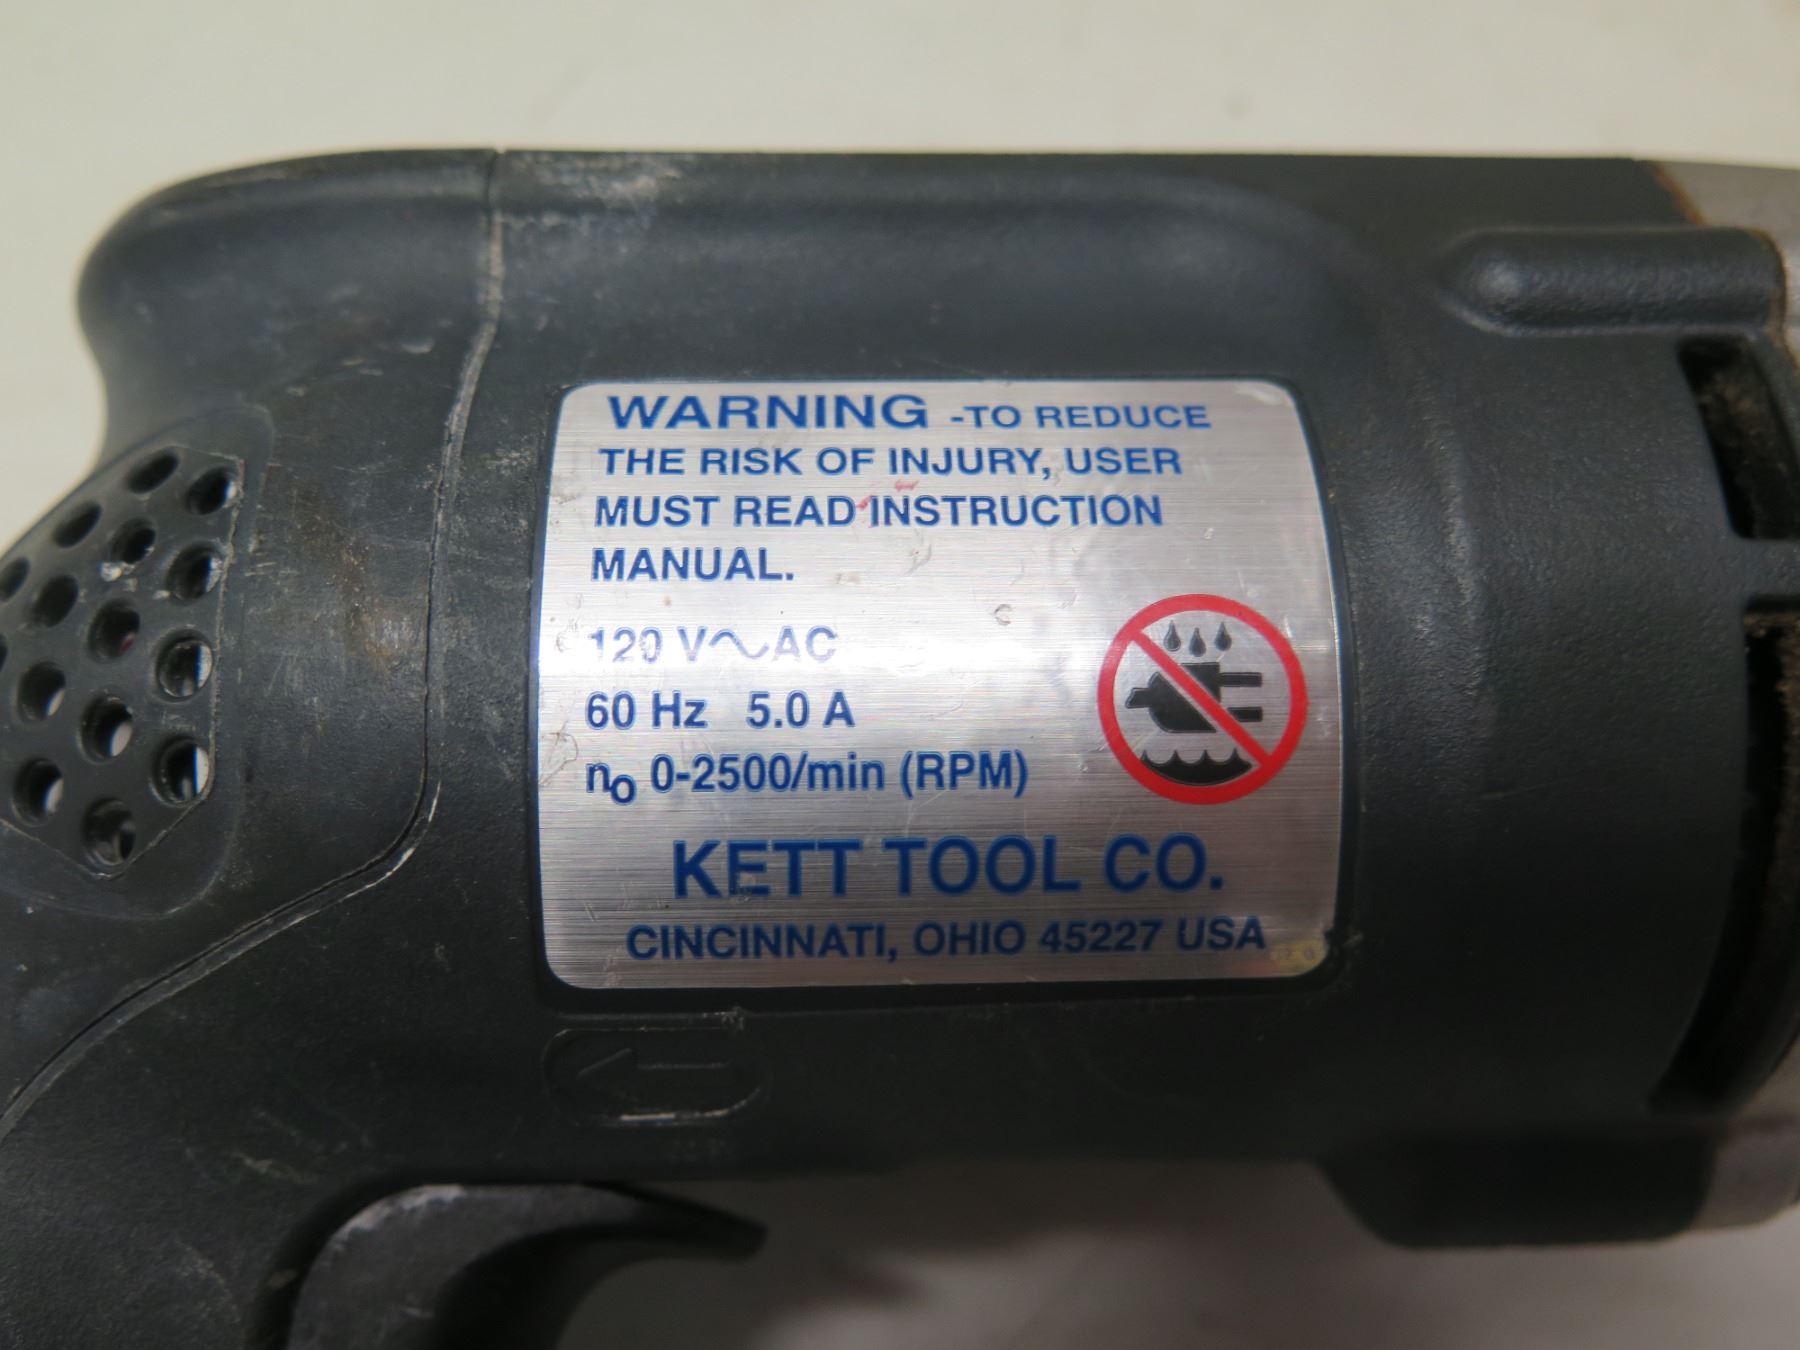 WARNING -TO REDUCE
THE RISK OF INJURY, USER
MUST READ INSTRUCTION
MANUAL.
120 V~AC
60 Hz 5.0 A
no 0-2500/min (RPM)
KETT TOOL CO.
CINCINNATI, OHIO 45227 USA